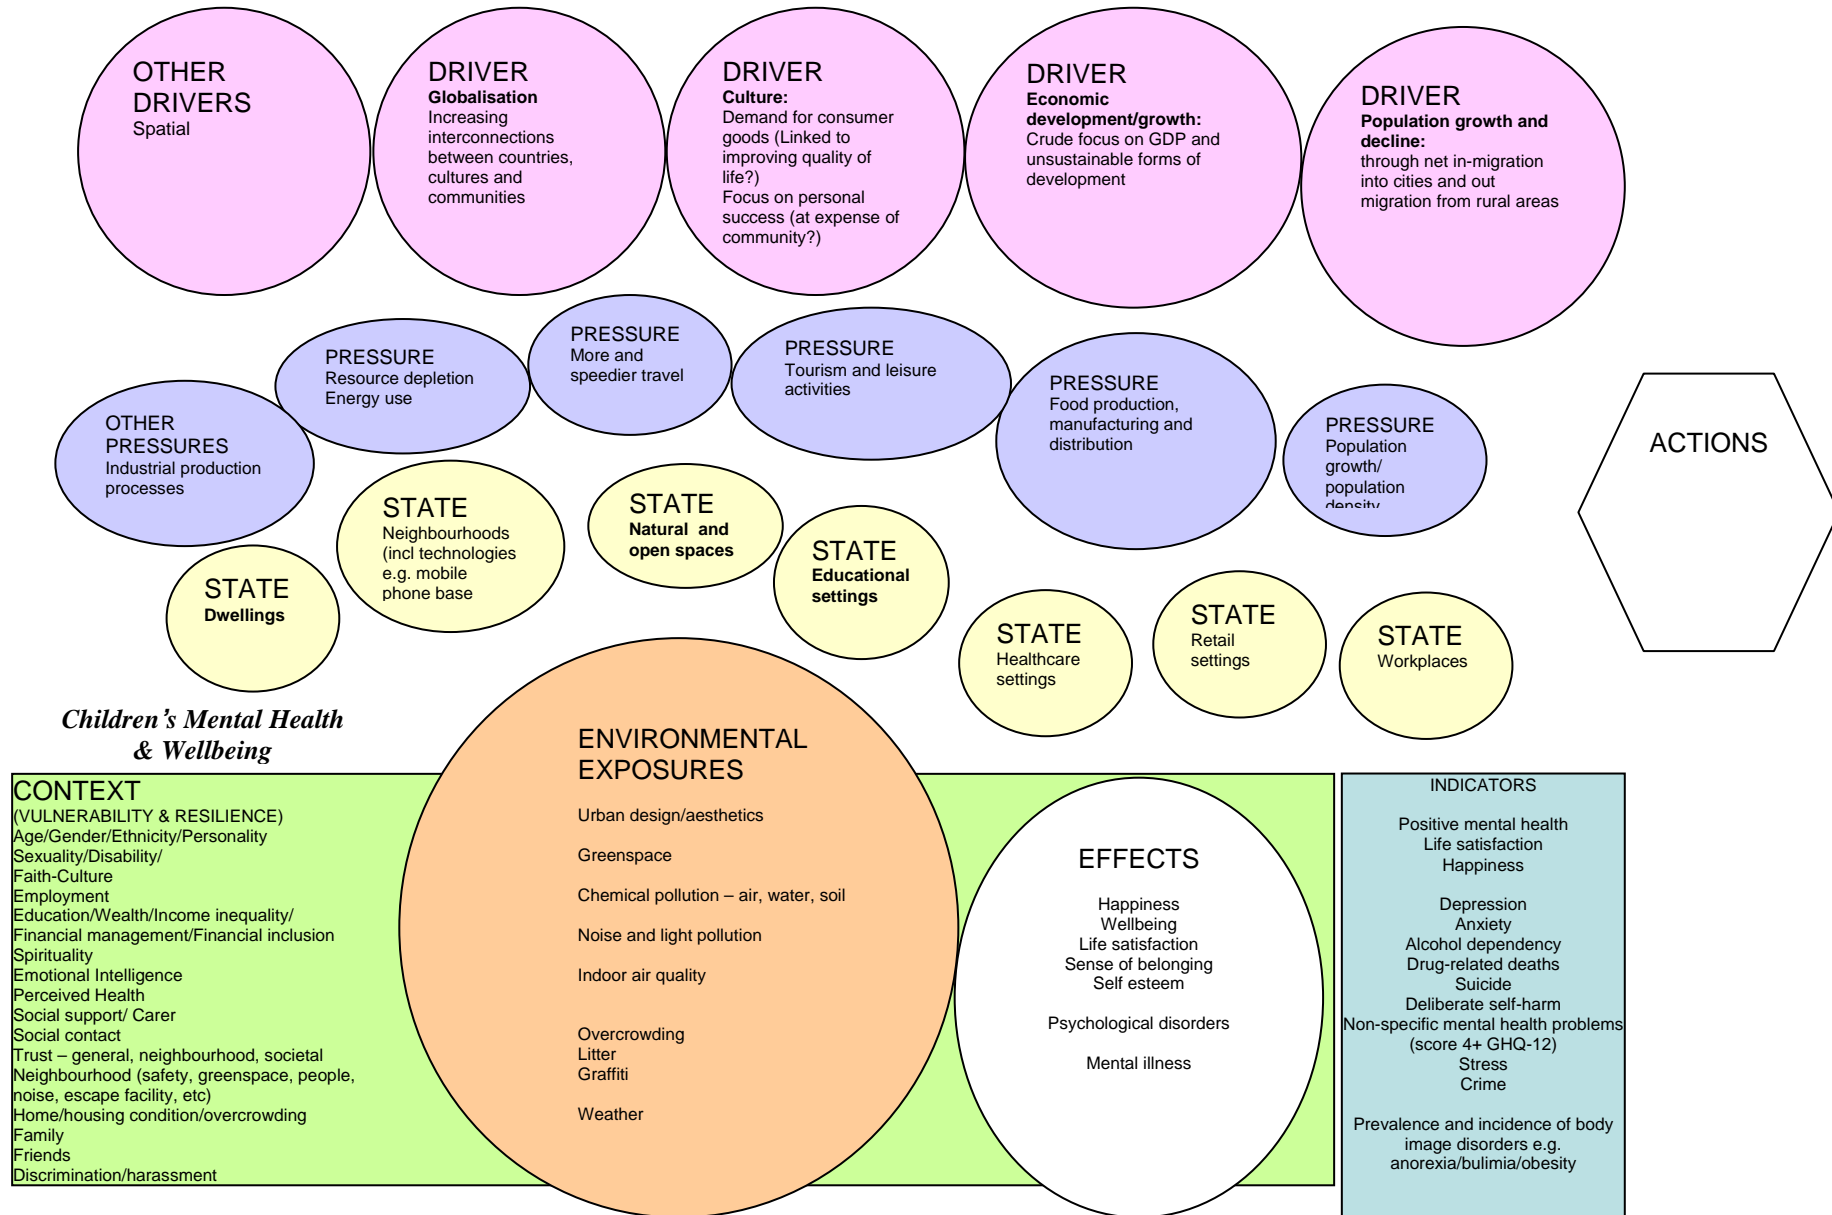 OTHER
DRIVERS
Spatial
DRIVER
Globalisation
Increasing
interconnections
between countries,
cultures and
communities
DRIVER
Culture:
Demand for consumer
goods (Linked to
improving quality of
life?)
Focus on personal
success (at expense of
community?)
DRIVER
Economic
development/growth:
Crude focus on GDP and
unsustainable forms of
development
DRIVER
Population growth and
decline:
through net in-migration
into cities and out
migration from rural areas
OTHER
PRESSURES
Industrial production
processes
PRESSURE
Resource depletion
Energy use
PRESSURE
More and
speedier travel
PRESSURE
Tourism and leisure
activities
PRESSURE
Food production,
manufacturing and
distribution
PRESSURE
Population
growth/
population
density
ACTIONS
STATE
Dwellings
STATE
Neighbourhoods
(incl technologies
e.g. mobile
phone base
STATE
Natural and
open spaces
STATE
Educational
settings
STATE
Healthcare
settings
STATE
Retail
settings
STATE
Workplaces
Children's Mental Health
& Wellbeing
CONTEXT
(VULNERABILITY & RESILIENCE)
Age/Gender/Ethnicity/Personality
Sexuality/Disability/
Faith-Culture
Employment
Education/Wealth/Income inequality/
Financial management/Financial inclusion
Spirituality
Emotional Intelligence
Perceived Health
Social support/ Carer
Social contact
Trust – general, neighbourhood, societal
Neighbourhood (safety, greenspace, people,
noise, escape facility, etc)
Home/housing condition/overcrowding
Family
Friends
Discrimination/harassment
ENVIRONMENTAL
EXPOSURES
Urban design/aesthetics
Greenspace
Chemical pollution – air, water, soil
Noise and light pollution
Indoor air quality
Overcrowding
Litter
Graffiti
Weather
EFFECTS
Happiness
Wellbeing
Life satisfaction
Sense of belonging
Self esteem
Psychological disorders
Mental illness
INDICATORS
Positive mental health
Life satisfaction
Happiness
Depression
Anxiety
Alcohol dependency
Drug-related deaths
Suicide
Deliberate self-harm
Non-specific mental health problems
(score 4+ GHQ-12)
Stress
Crime
Prevalence and incidence of body
image disorders e.g.
anorexia/bulimia/obesity